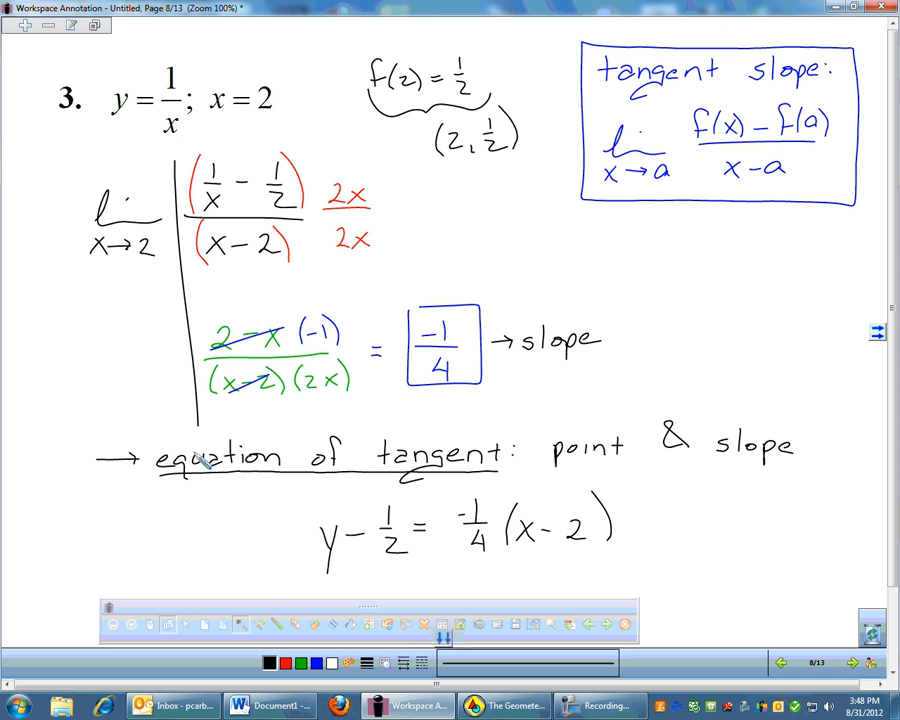 Workspace Annotation - Untitled, Page 8/13 (Zoom 100%) *
3. y = 1/x; x = 2
f(2) = 1/2
(2, 1/2)
tangent slope:
lim x→a (f(x) - f(a))/(x - a)
lim x→2 (1/x - 1/2)/(x - 2) 2x/2x
2 - x (-1)/(x - 2)(2x) = -1/4 → slope
→ equation of tangent: point & slope
y - 1/2 = -1/4 (x - 2)
8/13
Inbox - pcarb...
Document1 - ...
Workspace A...
The Geomete...
Recording...
3:48 PM
8/31/2012